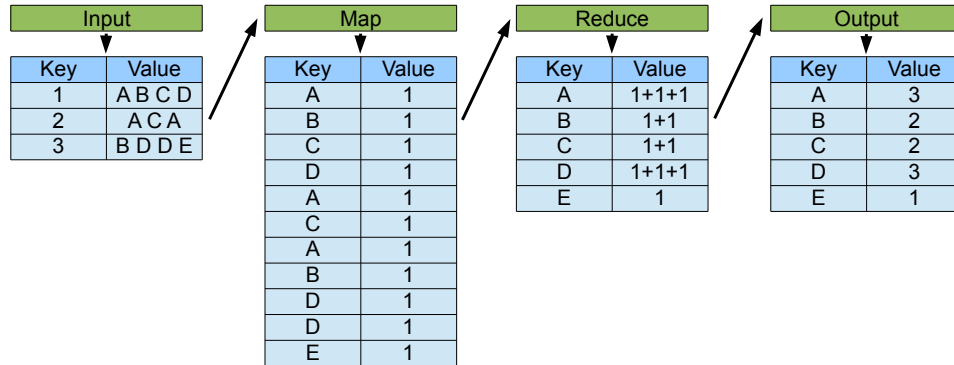 Input Map Reduce Output
Key Value Key Value Key Value Key Value
1 A B C D A 1 A 1+1+1 A 3
2 A C A B 1 B 1+1 B 2
3 B D D E C 1 C 1+1 C 2
D 1 D 1+1+1 D 3
A 1 E 1 E 1
C 1
A 1
B 1
D 1
D 1
E 1